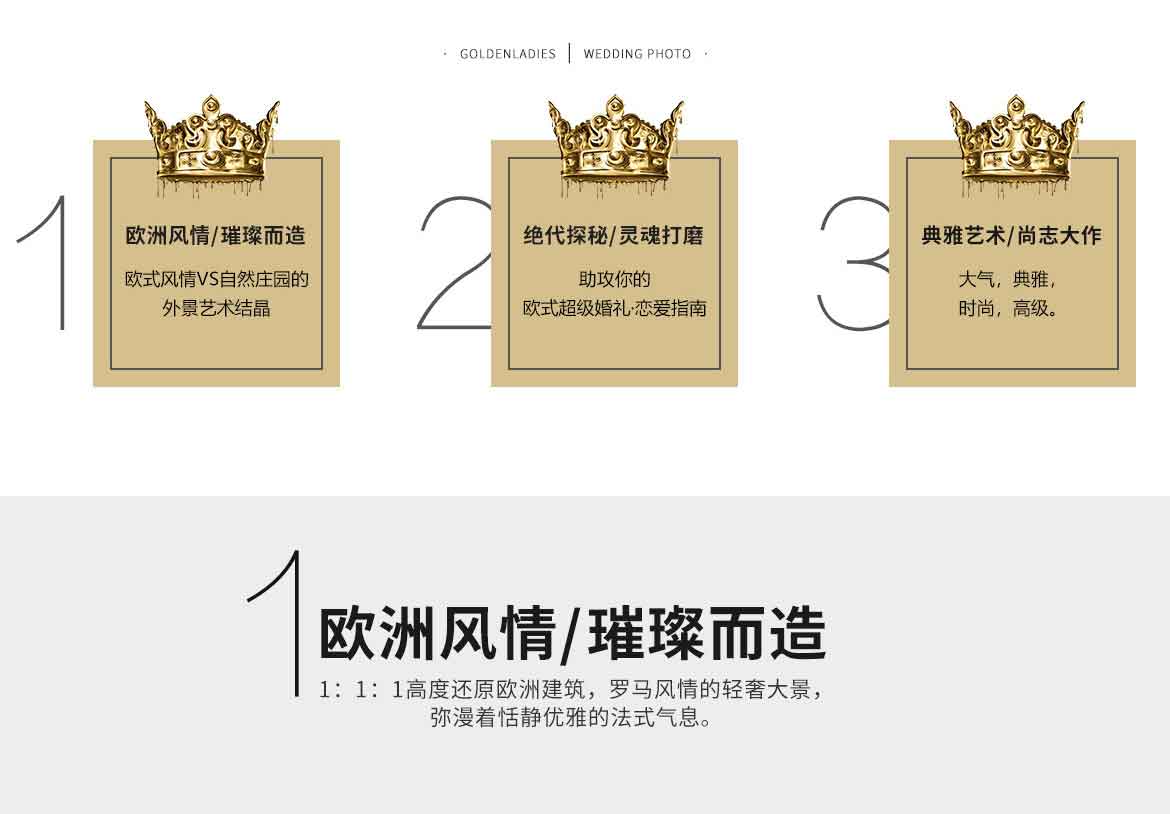 · GOLDENLADIES | WEDDING PHOTO ·
1
欧洲风情/璀璨而造
欧式风情VS自然庄园的
外景艺术结晶
2
绝代探秘/灵魂打磨
助攻你的
欧式超级婚礼·恋爱指南
3
典雅艺术/尚志大作
大气，典雅，
时尚，高级。
1
欧洲风情/璀璨而造
1：1：1高度还原欧洲建筑，罗马风情的轻奢大景，
弥漫着恬静优雅的法式气息。